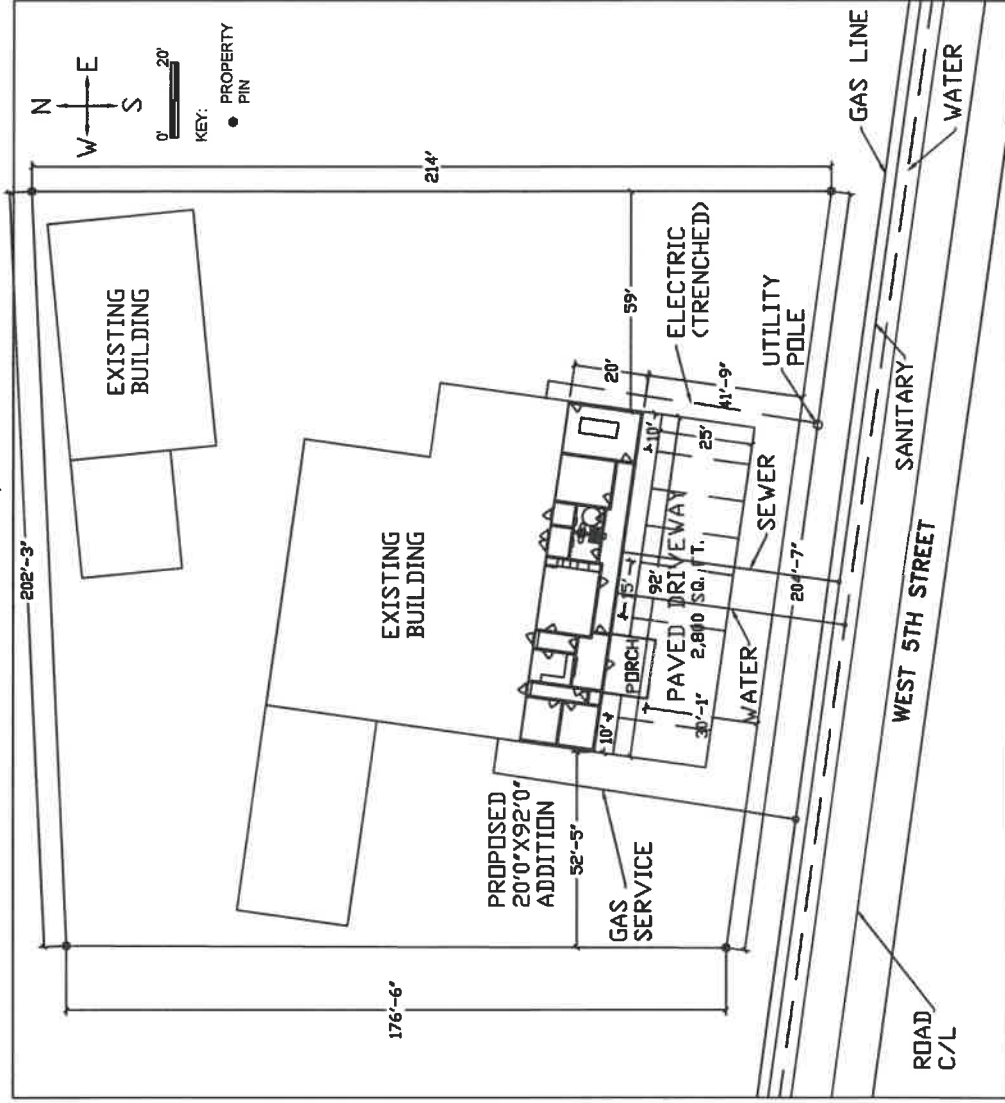 N
W E
S
0' 20'
KEY:
PROPERTY
PIN
202'-3"
214'
EXISTING
BUILDING
EXISTING
BUILDING
59'
20'
ELECTRIC
(TRENCHED)
41'-9"
10'
25'
UTILITY
POLE
PROPOSED
20'0"X92'0"
ADDITION
52'-5"
176'-6"
10'
PORCH
15'
92'
PAVED DRIVEWAY
2,800 SQ. FT.
30'-1"
SEWER
WATER
GAS
SERVICE
204'-7"
GAS LINE
SANITARY
WATER
WEST 5TH STREET
ROAD
C/L